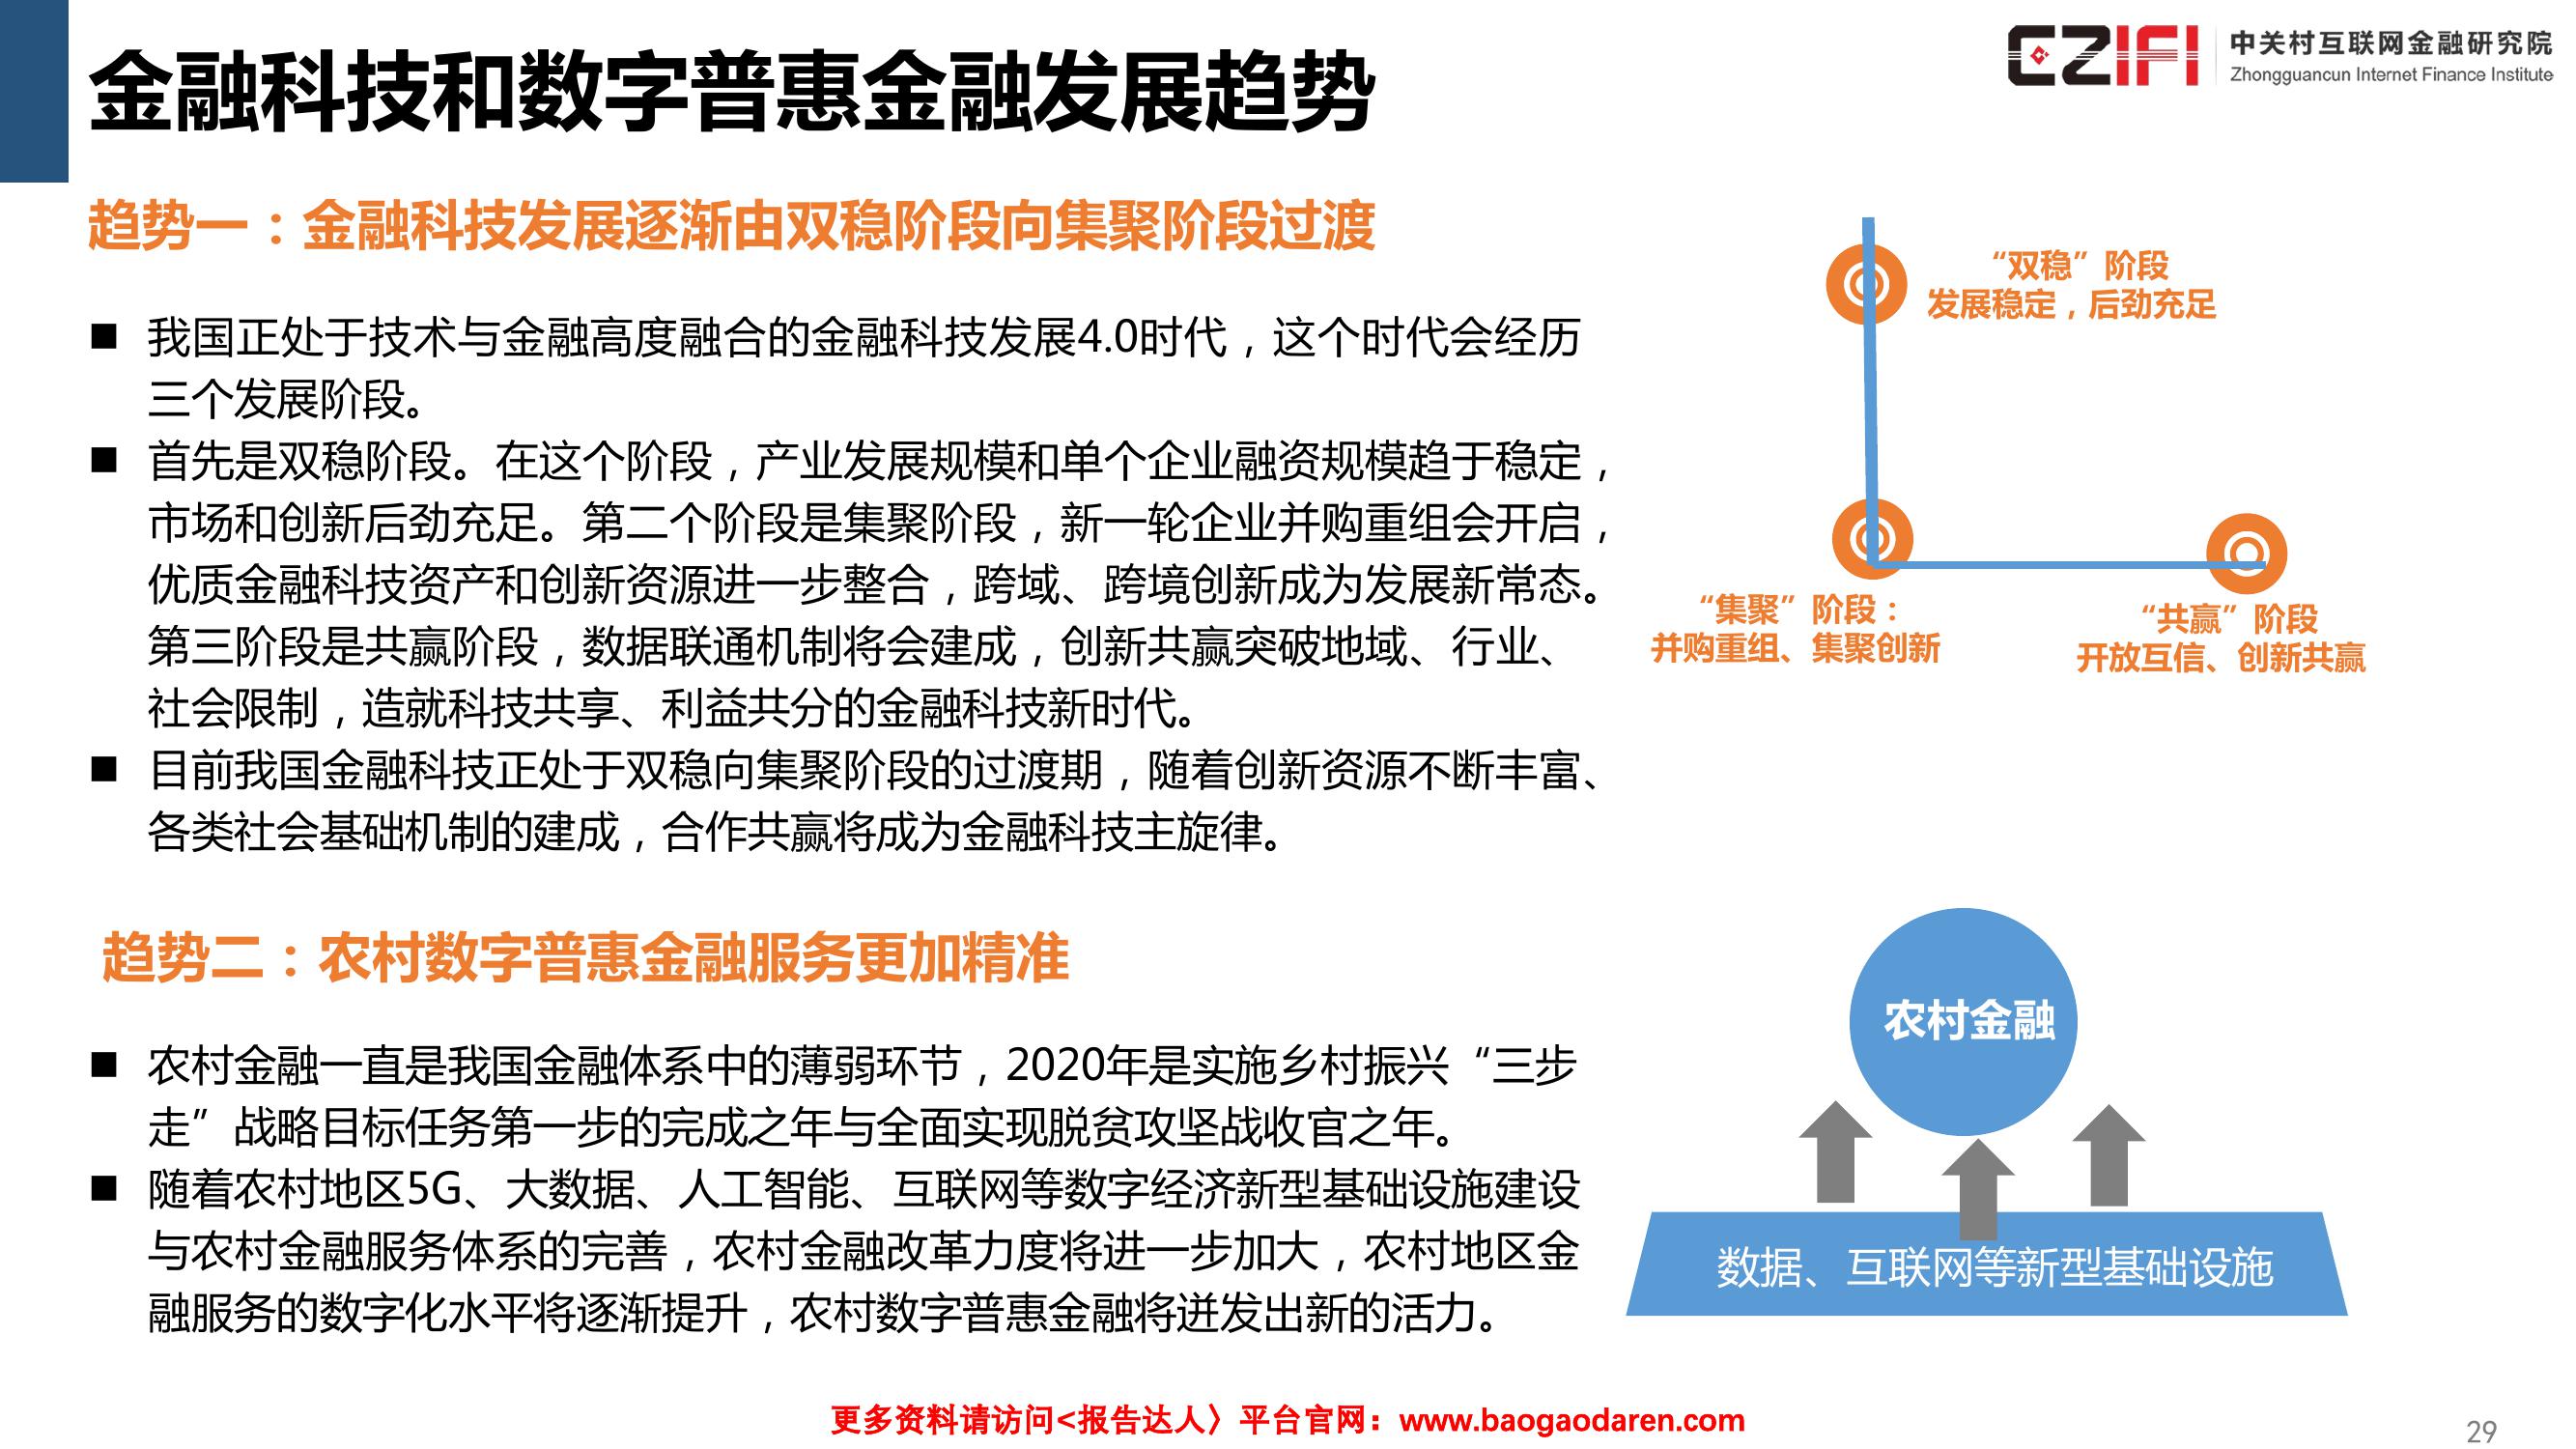 金融科技和数字普惠金融发展趋势
CZIFI
中关村互联网金融研究院
Zhongguancun Internet Finance Institute
趋势一：金融科技发展逐渐由双稳阶段向集聚阶段过渡
■ 我国正处于技术与金融高度融合的金融科技发展4.0时代，这个时代会经历
三个发展阶段。
■ 首先是双稳阶段。在这个阶段，产业发展规模和单个企业融资规模趋于稳定，
市场和创新后劲充足。第二个阶段是集聚阶段，新一轮企业并购重组会开启，
优质金融科技资产和创新资源进一步整合，跨域、跨境创新成为发展新常态。
第三阶段是共赢阶段，数据联通机制将会建成，创新共赢突破地域、行业、
社会限制，造就科技共享、利益共分的金融科技新时代。
■ 目前我国金融科技正处于双稳向集聚阶段的过渡期，随着创新资源不断丰富、
各类社会基础机制的建成，合作共赢将成为金融科技主旋律。
“双稳”阶段
发展稳定，后劲充足
“集聚”阶段：
并购重组、集聚创新
“共赢”阶段
开放互信、创新共赢
趋势二：农村数字普惠金融服务更加精准
■ 农村金融一直是我国金融体系中的薄弱环节，2020年是实施乡村振兴“三步
走”战略目标任务第一步的完成之年与全面实现脱贫攻坚战收官之年。
■ 随着农村地区5G、大数据、人工智能、互联网等数字经济新型基础设施建设
与农村金融服务体系的完善，农村金融改革力度将进一步加大，农村地区金
融服务的数字化水平将逐渐提升，农村数字普惠金融将迸发出新的活力。
农村金融
数据、互联网等新型基础设施
更多资料请访问<报告达人〉平台官网：www.baogaodaren.com
29